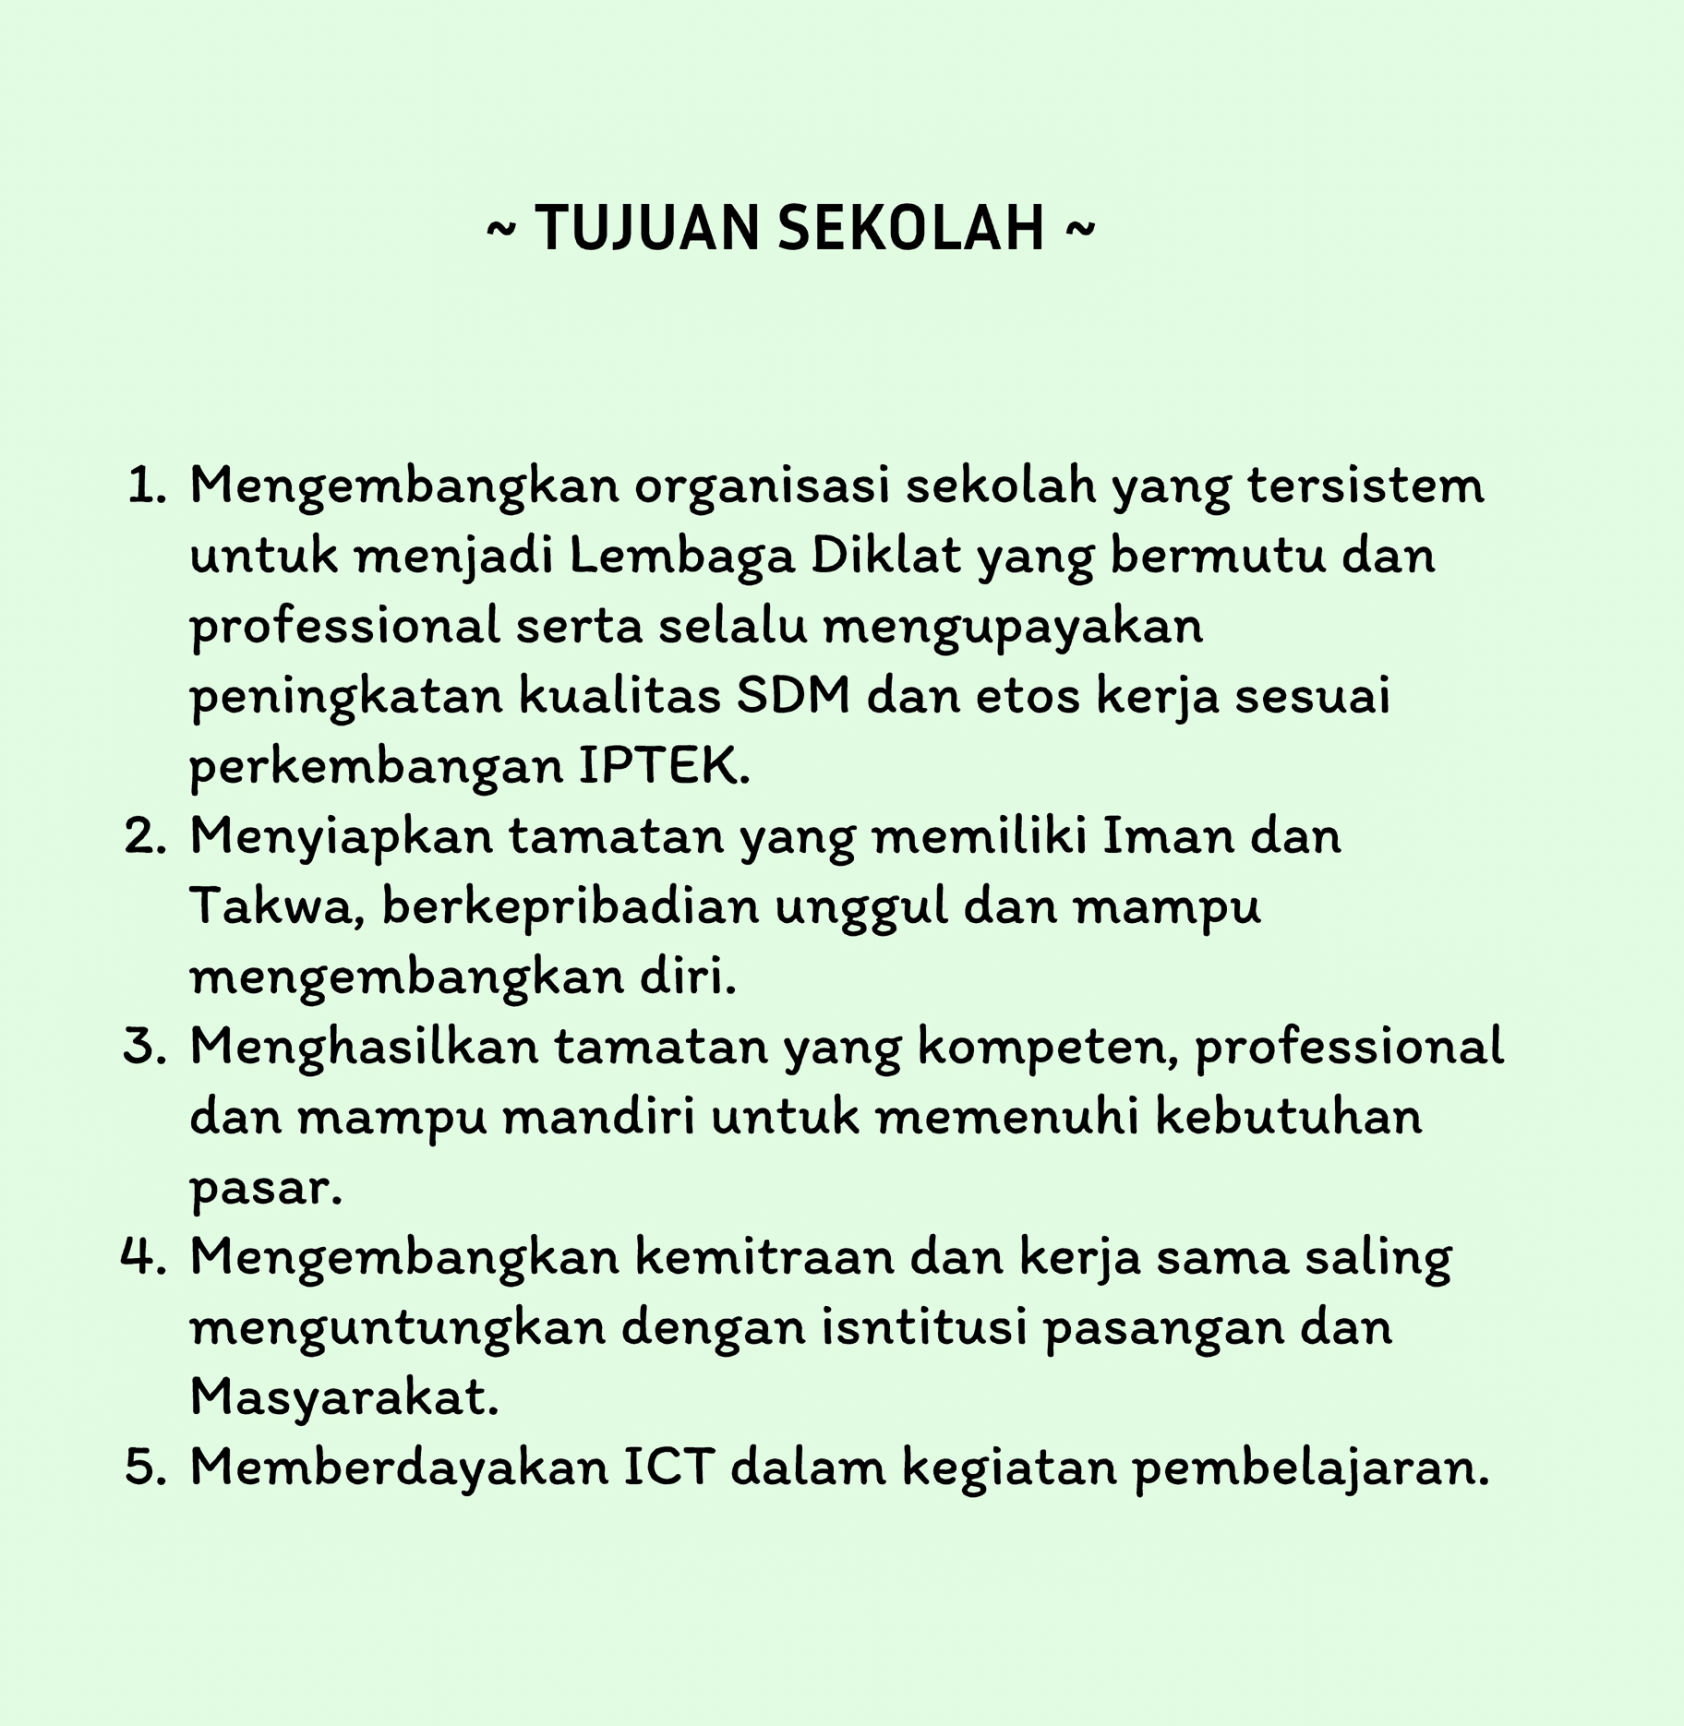 ~ TUJUAN SEKOLAH ~
1. Mengembangkan organisasi sekolah yang tersistem
untuk menjadi Lembaga Diklat yang bermutu dan
professional serta selalu mengupayakan
peningkatan kualitas SDM dan etos kerja sesuai
perkembangan IPTEK.
2. Menyiapkan tamatan yang memiliki Iman dan
Takwa, berkepribadian unggul dan mampu
mengembangkan diri.
3. Menghasilkan tamatan yang kompeten, professional
dan mampu mandiri untuk memenuhi kebutuhan
pasar.
4. Mengembangkan kemitraan dan kerja sama saling
menguntungkan dengan isntitusi pasangan dan
Masyarakat.
5. Memberdayakan ICT dalam kegiatan pembelajaran.